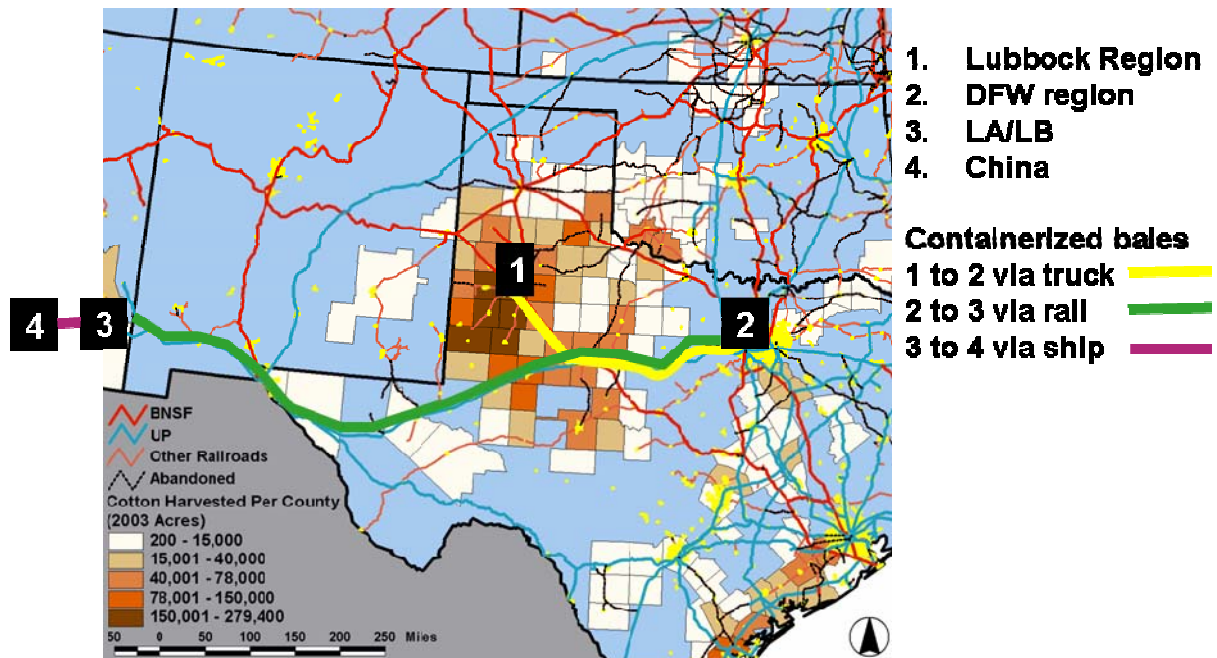 1
2
3
4
1. Lubbock Region
2. DFW region
3. LA/LB
4. China
Containerized bales
1 to 2 via truck
2 to 3 via rail
3 to 4 via ship
BNSF
UP
Other Railroads
Abandoned
Cotton Harvested Per County
(2003 Acres)
200 - 15,000
15,001 - 40,000
40,001 - 78,000
78,001 - 150,000
150,001 - 279,400
50 0 50 100 150 200 250 Miles